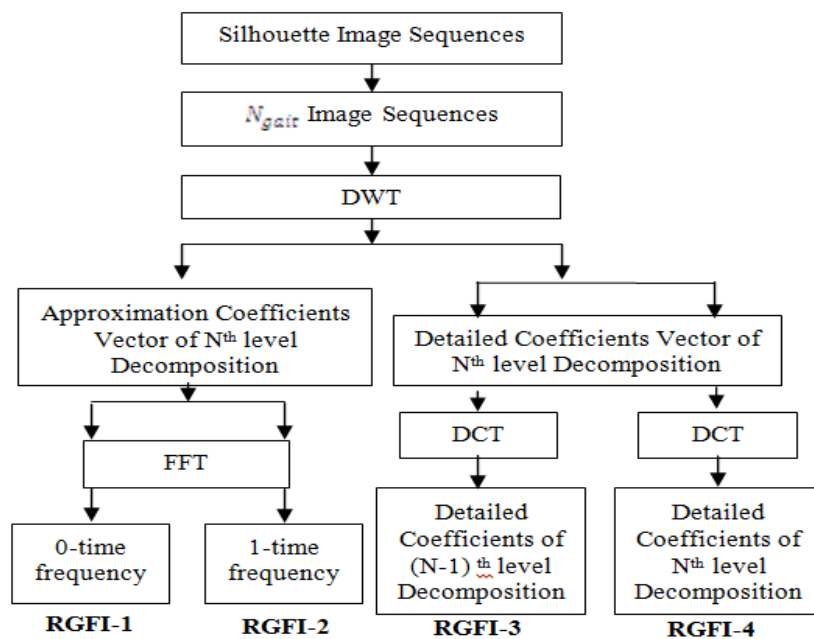 Silhouette Image Sequences
N_gait Image Sequences
DWT
Approximation Coefficients
Vector of Nth level
Decomposition
Detailed Coefficients Vector of
Nth level Decomposition
FFT
DCT
DCT
0-time
frequency
1-time
frequency
Detailed
Coefficients of
(N-1) th level
Decomposition
Detailed
Coefficients of
Nth level
Decomposition
RGFI-1
RGFI-2
RGFI-3
RGFI-4